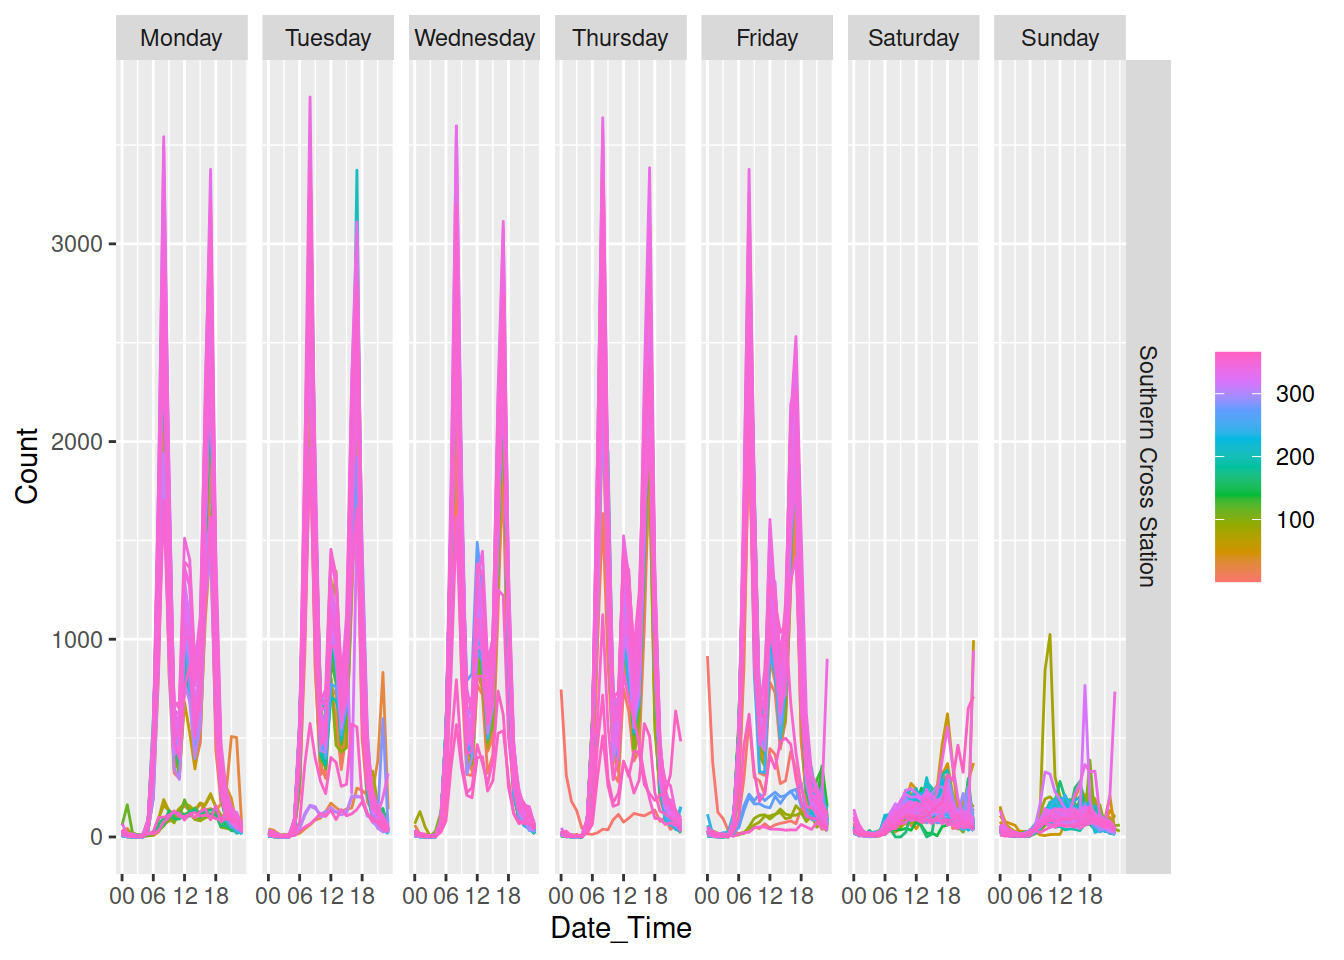 Monday Tuesday Wednesday Thursday Friday Saturday Sunday
3000
2000
1000
0
Count
Southern Cross Station
300
200
100
00 06 12 18 00 06 12 18 00 06 12 18 00 06 12 18 00 06 12 18 00 06 12 18 00 06 12 18
Date_Time